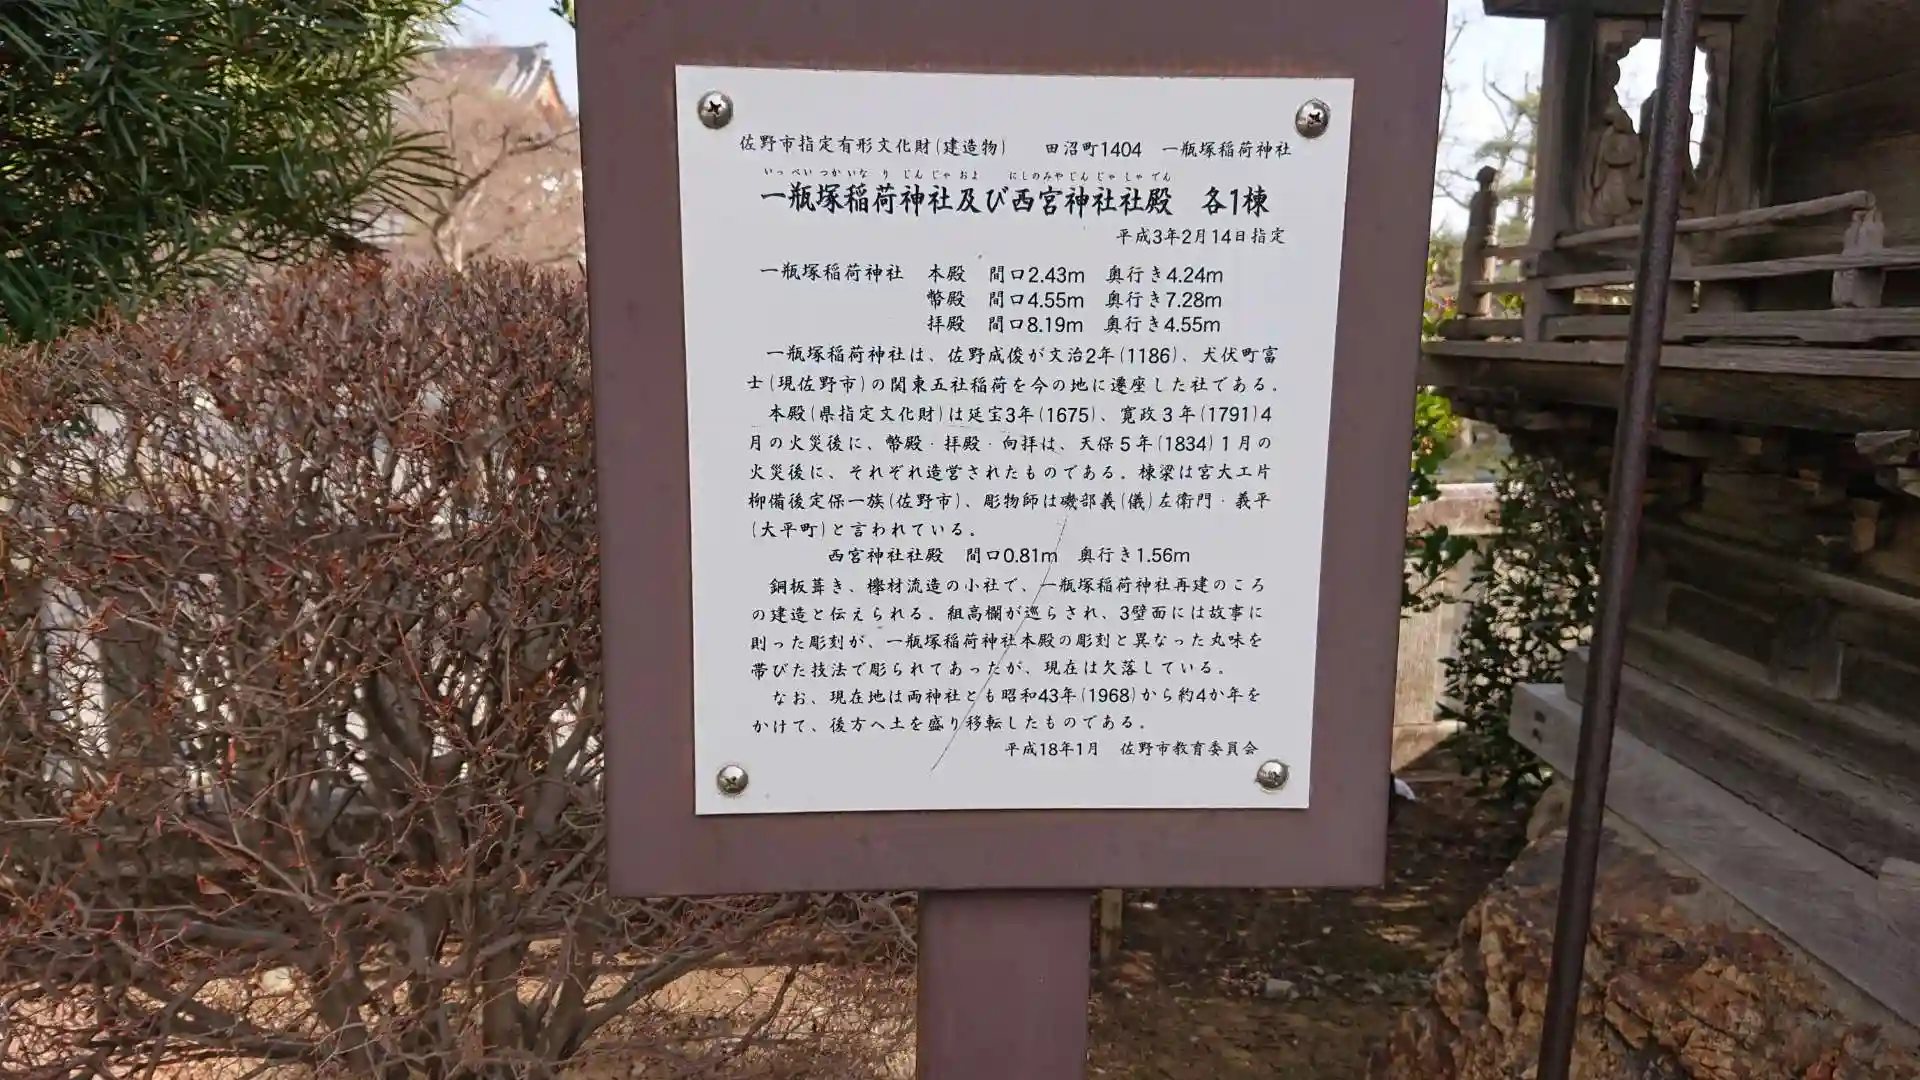 佐野市指定有形文化財(建造物)　田沼町1404　一瓶塚稲荷神社
いっぺいつかいなりじんじゃおよ　にしのみやじんじゃしゃでん
一瓶塚稲荷神社及び西宮神社社殿　各1棟
平成3年2月14日指定
一瓶塚稲荷神社　本殿　間口2.43m　奥行き4.24m
幣殿　間口4.55m　奥行き7.28m
拝殿　間口8.19m　奥行き4.55m
一瓶塚稲荷神社は、佐野成俊が文治2年(1186)、犬伏町富
士(現佐野市)の関東五社稲荷を今の地に遷座した社である。
本殿(県指定文化財)は延宝3年(1675)、寛政3年(1791)4
月の火災後に、幣殿・拝殿・向拝は、天保5年(1834)1月の
火災後に、それぞれ造営されたものである。棟梁は宮大工片
柳備後定保一族(佐野市)、彫物師は磯部義(儀)左衛門・義平
(大平町)と言われている。
西宮神社社殿　間口0.81m　奥行き1.56m
銅板葺き、欅材流造の小社で、一瓶塚稲荷神社再建のころ
の建造と伝えられる。組高欄が巡らされ、3壁面には故事に
則った彫刻が、一瓶塚稲荷神社本殿の彫刻と異なった丸味を
帯びた技法で彫られてあったが、現在は欠落している。
なお、現在地は両神社とも昭和43年(1968)から約4か年を
かけて、後方へ土を盛り移転したものである。
平成18年1月　佐野市教育委員会